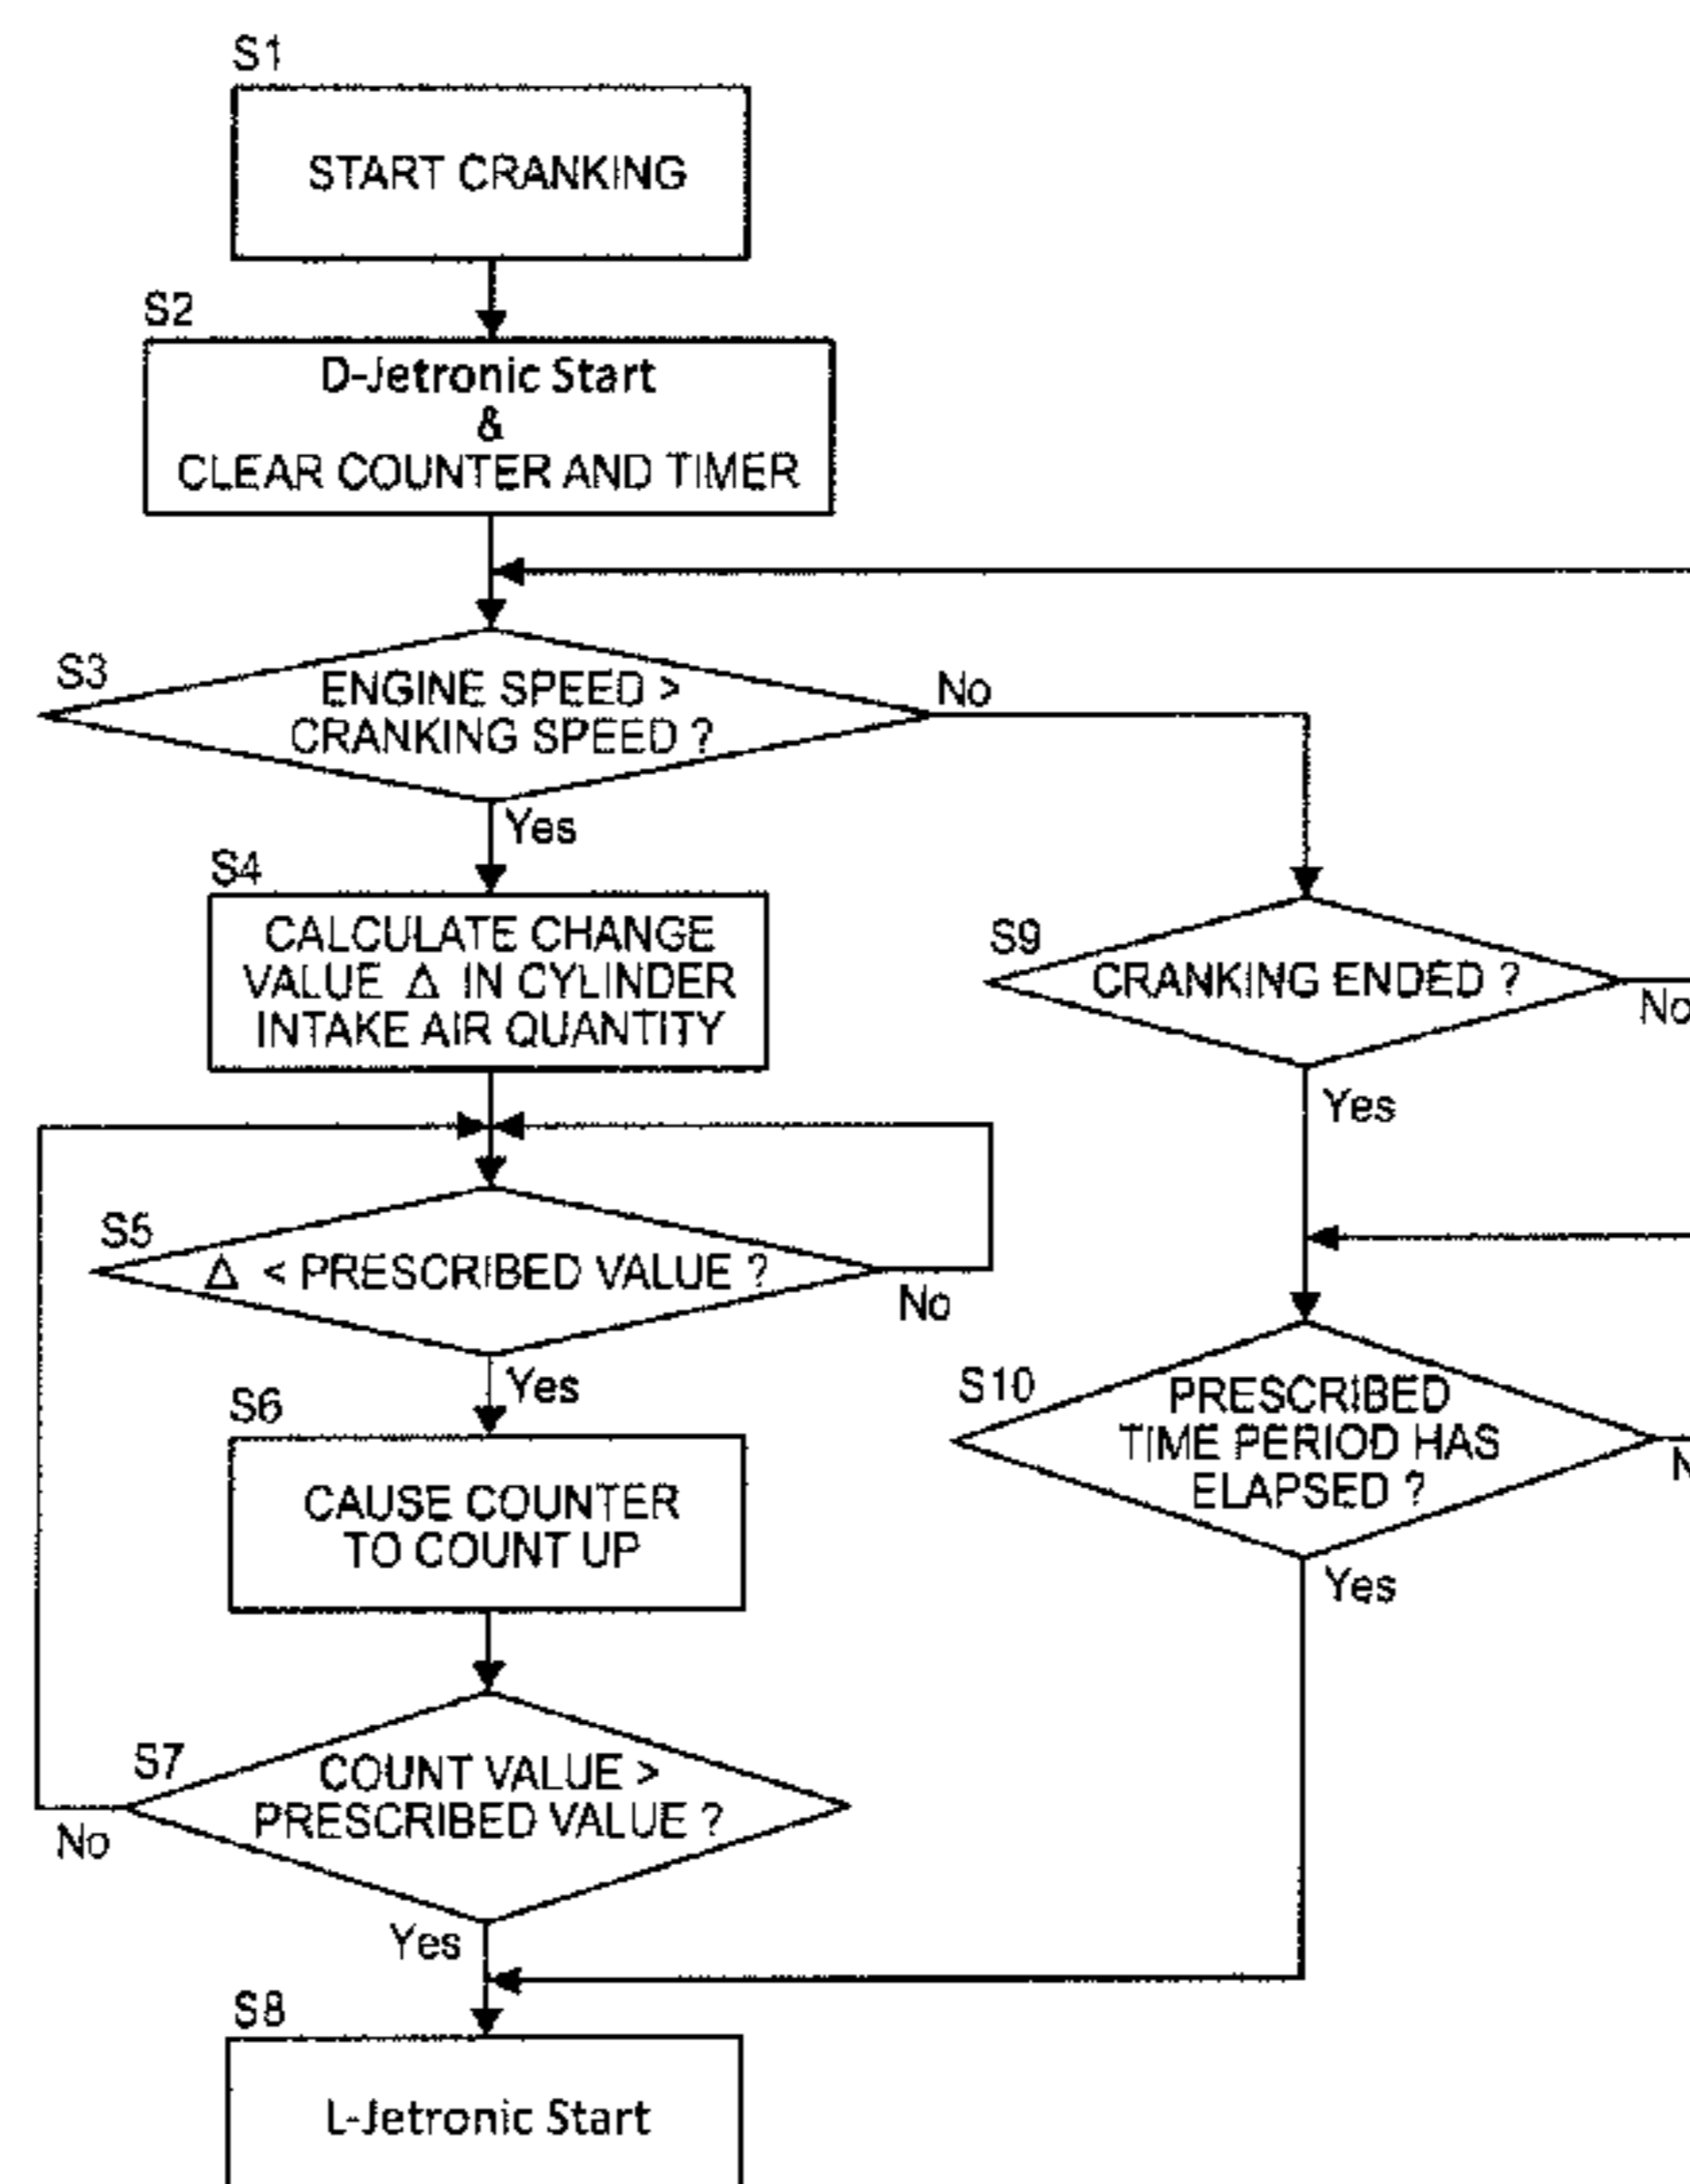 S1
START CRANKING
S2
D-Jetronic Start
&
CLEAR COUNTER AND TIMER
S3
ENGINE SPEED >
CRANKING SPEED ?
No
Yes
S4
CALCULATE CHANGE
VALUE Δ IN CYLINDER
INTAKE AIR QUANTITY
S9
CRANKING ENDED ?
No
Yes
S5
Δ < PRESCRIBED VALUE ?
No
Yes
S10
PRESCRIBED
TIME PERIOD HAS
ELAPSED ?
Yes
S6
CAUSE COUNTER
TO COUNT UP
S7
COUNT VALUE >
PRESCRIBED VALUE ?
No
Yes
S8
L-Jetronic Start